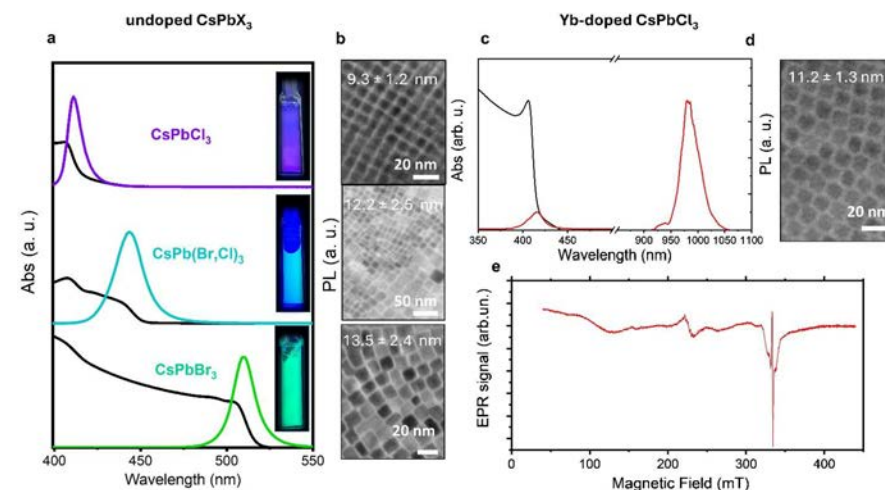 undoped CsPbX3
Yb-doped CsPbCl3
a
b
c
d
CsPbCl3
CsPb(Br,Cl)3
CsPbBr3
Abs (a. u.)
PL (a. u.)
400
450
500
550
Wavelength (nm)
9.3 ± 1.2 nm
20 nm
12.2 ± 2.6 nm
50 nm
13.5 ± 2.4 nm
20 nm
Abs (arb. u.)
PL (a. u.)
350
400
450
900
950
1000
1050
1100
Wavelength (nm)
11.2 ± 1.3 nm
20 nm
e
EPR signal (arb.un.)
0
100
200
300
400
Magnetic Field (mT)